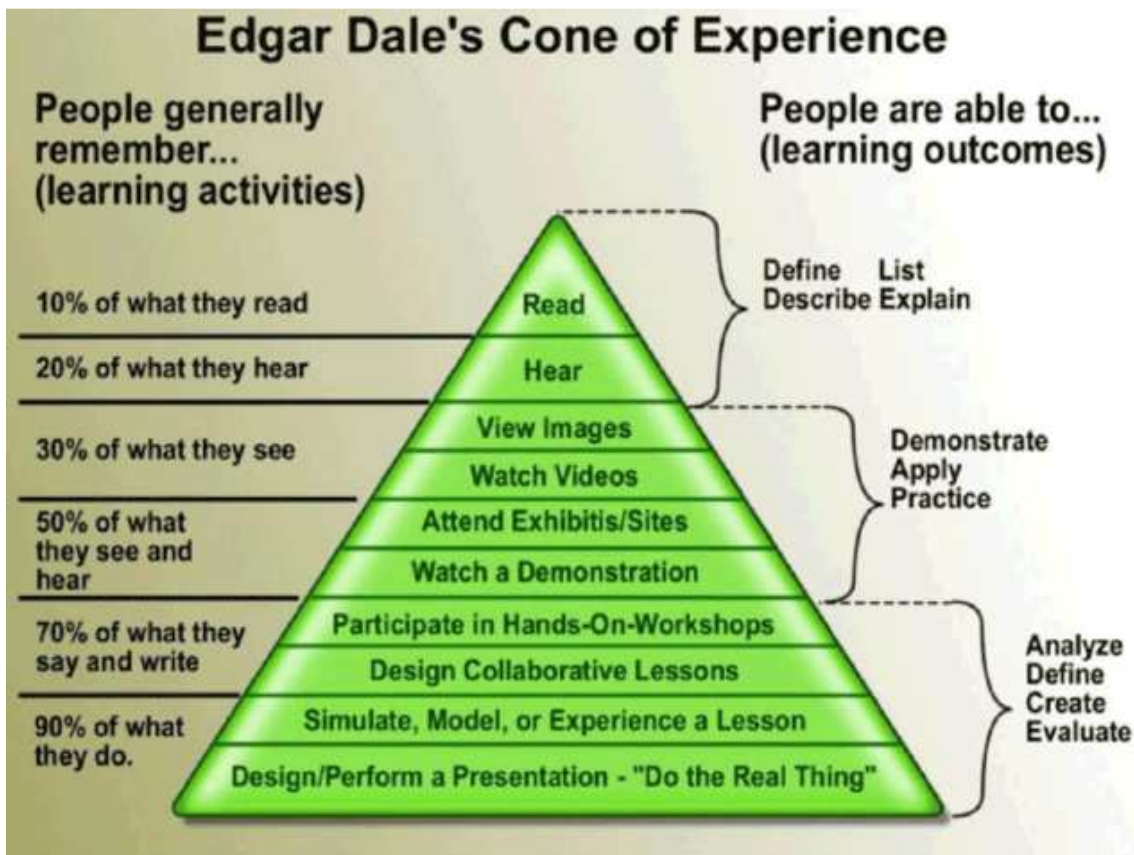 Edgar Dale's Cone of Experience
People generally
remember...
(learning activities)
People are able to...
(learning outcomes)
10% of what they read
20% of what they hear
30% of what they see
50% of what
they see and
hear
70% of what they
say and write
90% of what
they do.
Read
Hear
View Images
Watch Videos
Attend Exhibitis/Sites
Watch a Demonstration
Participate in Hands-On-Workshops
Design Collaborative Lessons
Simulate, Model, or Experience a Lesson
Design/Perform a Presentation - "Do the Real Thing"
Define List
Describe Explain
Demonstrate
Apply
Practice
Analyze
Define
Create
Evaluate